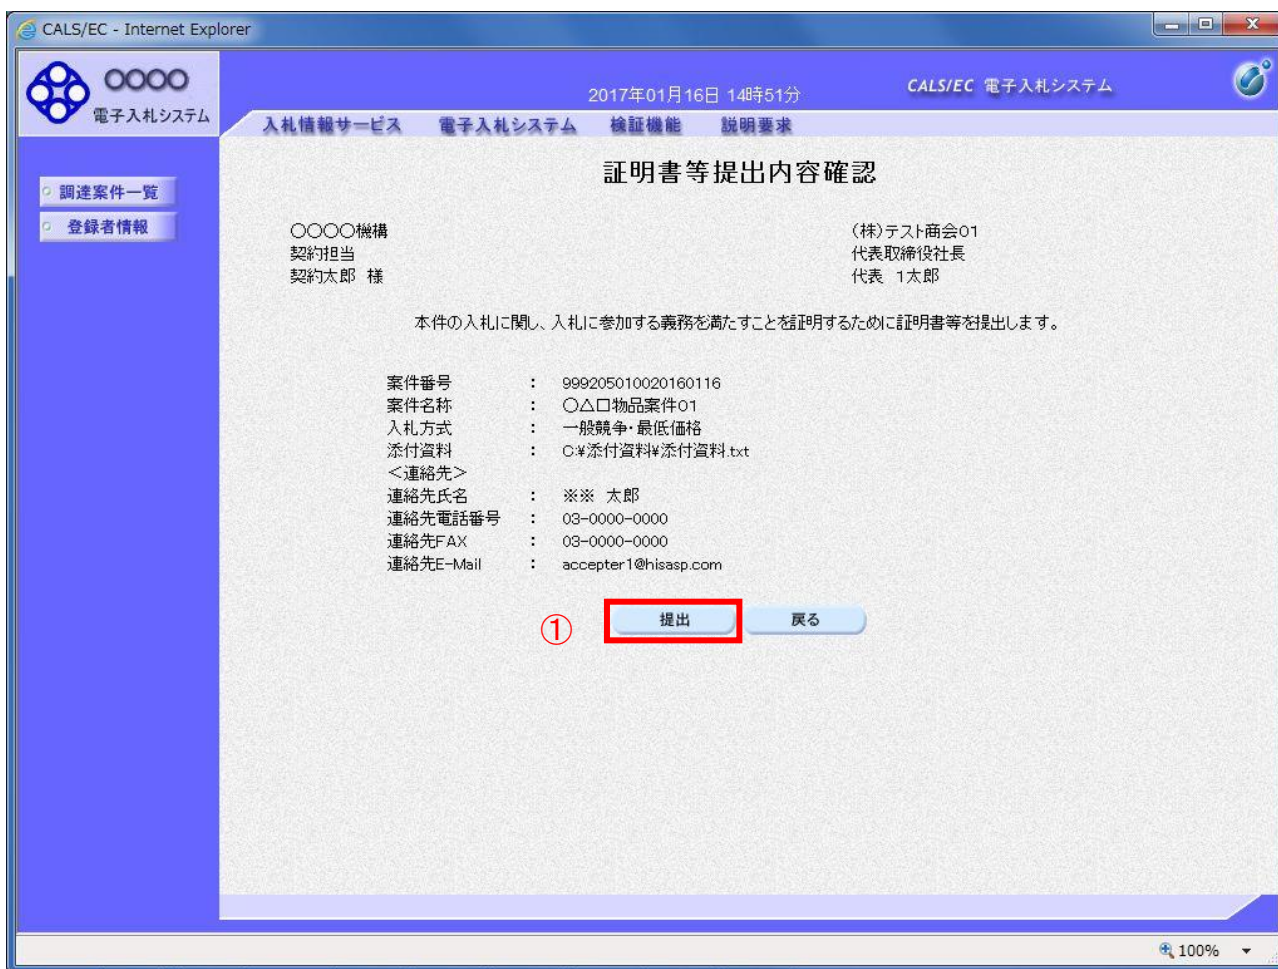 CALS/EC - Internet Explorer
〇〇〇〇
電子入札システム
2017年01月16日 14時51分
CALS/EC 電子入札システム
入札情報サービス 電子入札システム 検証機能 説明要求
調達案件一覧
登録者情報
証明書等提出内容確認
〇〇〇〇機構
契約担当
契約太郎 様
(株)テスト商会01
代表取締役社長
代表 1太郎
本件の入札に関し、入札に参加する義務を満たすことを証明するために証明書等を提出します。
案件番号 : 999205010020160116
案件名称 : 〇△□物品案件01
入札方式 : 一般競争・最低価格
添付資料 : C:¥添付資料¥添付資料.txt
<連絡先>
連絡先氏名 : ※※ 太郎
連絡先電話番号 : 03-0000-0000
連絡先FAX : 03-0000-0000
連絡先E-Mail : accepter1@hisasp.com
① 提出 戻る
100%